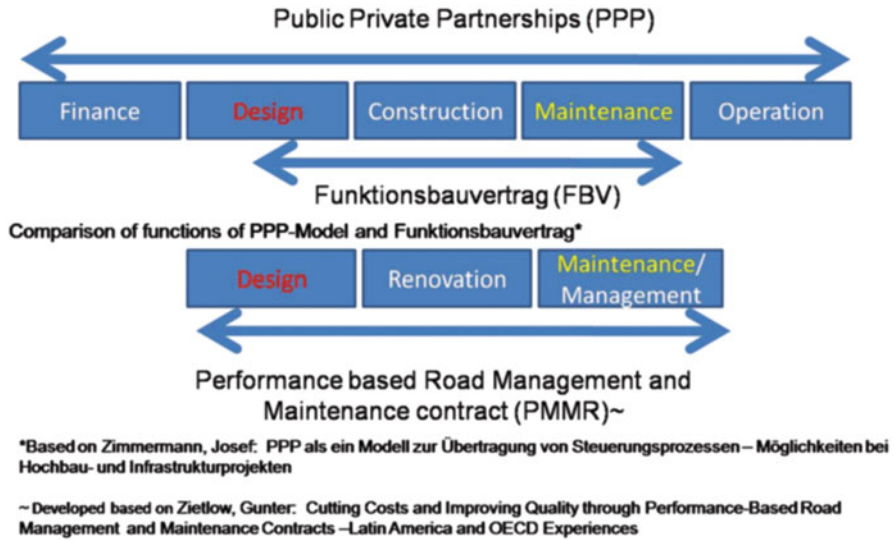 Public Private Partnerships (PPP)
Finance Design Construction Maintenance Operation
Funktionsbauvertrag (FBV)
Comparison of functions of PPP-Model and Funktionsbauvertrag*
Design Renovation Maintenance/
Management
Performance based Road Management and
Maintenance contract (PMMR)~
*Based on Zimmermann, Josef: PPP als ein Modell zur Übertragung von Steuerungsprozessen – Möglichkeiten bei
Hochbau- und Infrastrukturprojekten
~ Developed based on Zietlow, Gunter: Cutting Costs and Improving Quality through Performance-Based Road
Management and Maintenance Contracts –Latin America and OECD Experiences